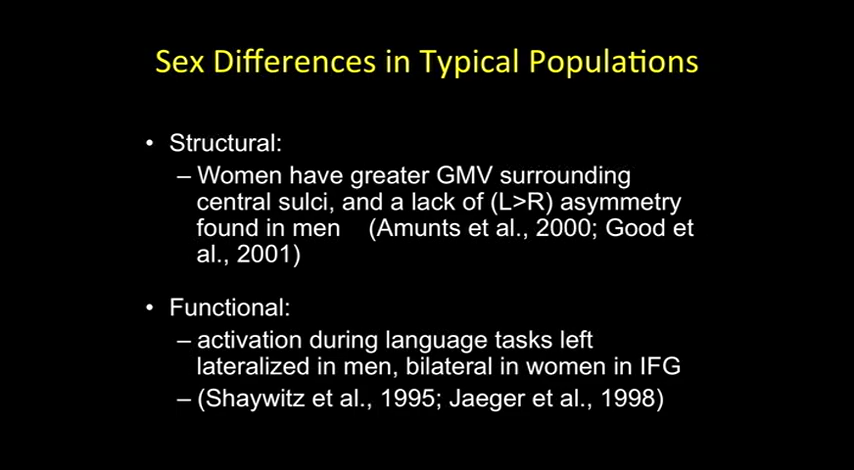 Sex Differences in Typical Populations
• Structural:
– Women have greater GMV surrounding
central sulci, and a lack of (L>R) asymmetry
found in men (Amunts et al., 2000; Good et
al., 2001)
• Functional:
– activation during language tasks left
lateralized in men, bilateral in women in IFG
– (Shaywitz et al., 1995; Jaeger et al., 1998)